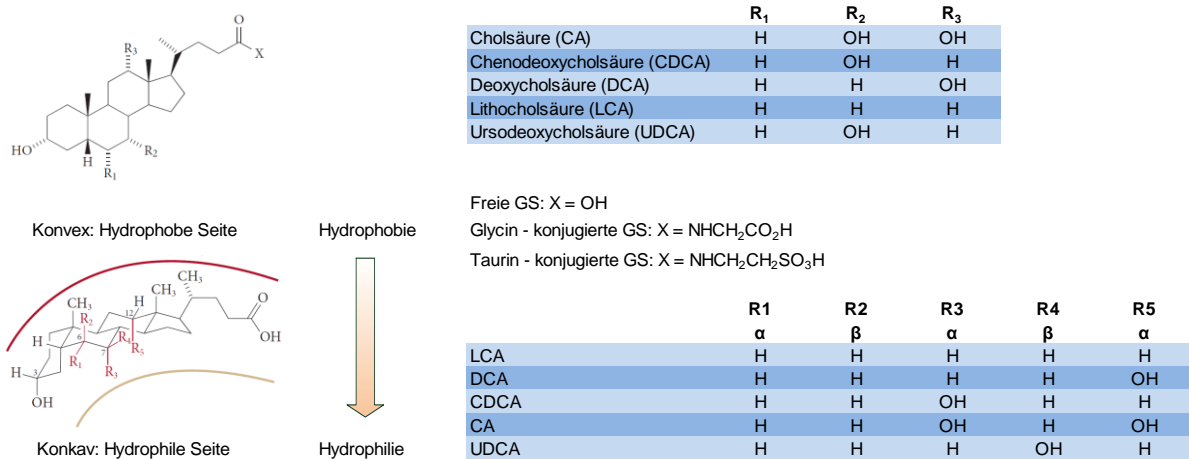 R₁ R₂ R₃
Cholsäure (CA) H OH OH
Chenodeoxycholsäure (CDCA) H OH H
Deoxycholsäure (DCA) H H OH
Lithocholsäure (LCA) H H H
Ursodeoxycholsäure (UDCA) H OH H
O
R₃
X
HO
H
R₂
R₁
Freie GS: X = OH
Glycin - konjugierte GS: X = NHCH₂CO₂H
Taurin - konjugierte GS: X = NHCH₂CH₂SO₃H
Konvex: Hydrophobe Seite
Hydrophobie
CH₃
CH₃
CH₃
O
OH
R₂
12
H
H
6
R₄
R₅
R₁
7
R₃
H
3
OH
Konkav: Hydrophile Seite
Hydrophilie
R1 R2 R3 R4 R5
α β α β α
LCA H H H H H
DCA H H H H OH
CDCA H H OH H H
CA H H OH H OH
UDCA H H H OH H